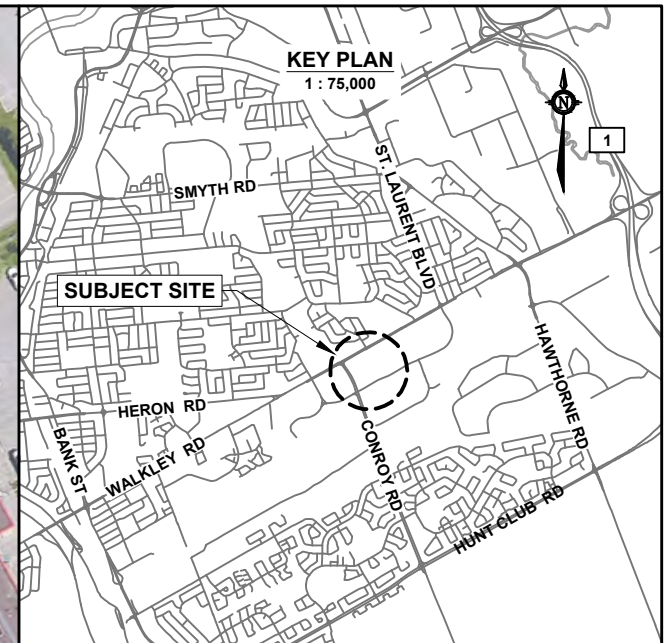 KEY PLAN
1 : 75,000
N
1
ST. LAURENT BLVD
SMYTH RD
SUBJECT SITE
HAWTHORNE RD
HERON RD
BANK ST
WALKLEY RD
CONROY RD
HUNT CLUB RD